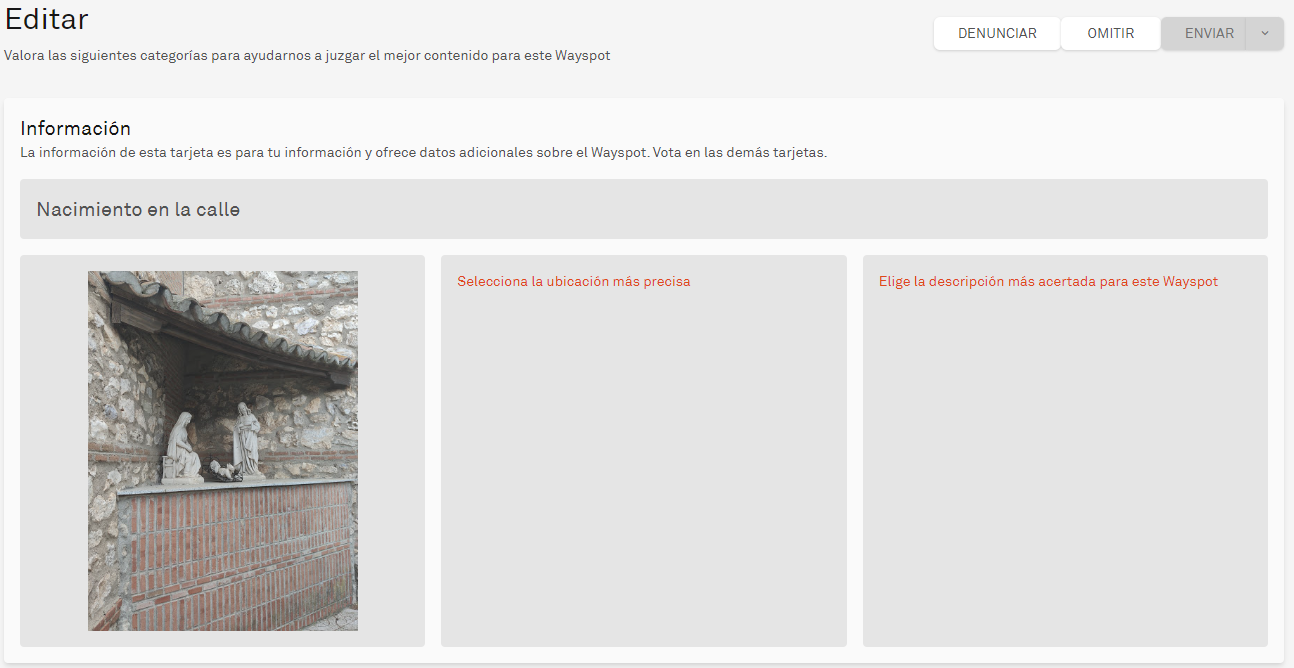 Editar
Valora las siguientes categorías para ayudarnos a juzgar el mejor contenido para este Wayspot
DENUNCIAR
OMITIR
ENVIAR
Información
La información de esta tarjeta es para tu información y ofrece datos adicionales sobre el Wayspot. Vota en las demás tarjetas.
Nacimiento en la calle
Selecciona la ubicación más precisa
Elige la descripción más acertada para este Wayspot